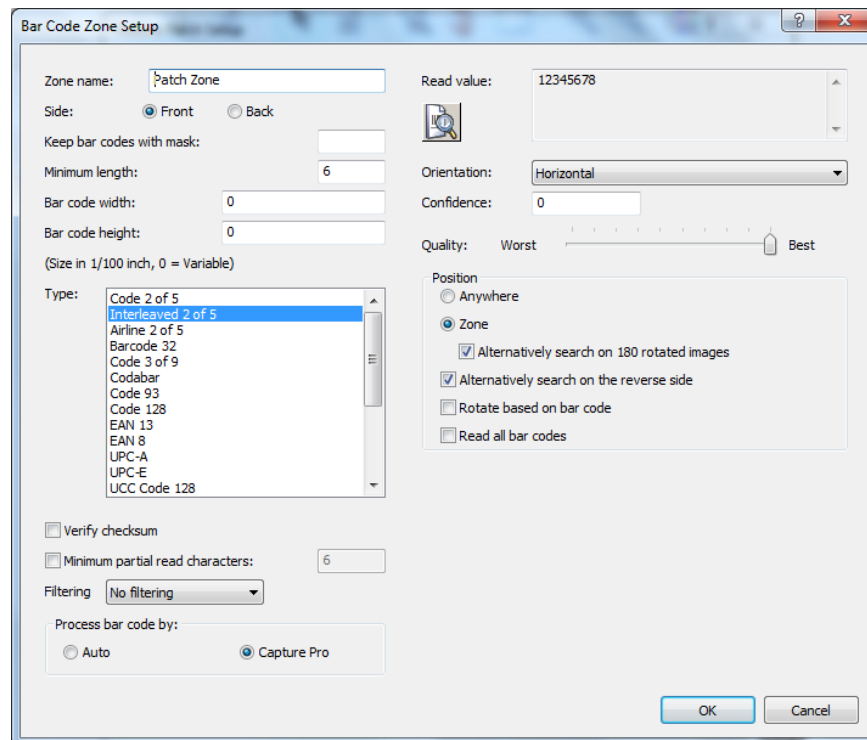 Bar Code Zone Setup
Zone name:
Patch Zone
Side:
Front
Back
Keep bar codes with mask:
Minimum length:
6
Bar code width:
0
Bar code height:
0
(Size in 1/100 inch, 0 = Variable)
Type:
Code 2 of 5
Interleaved 2 of 5
Airline 2 of 5
Barcode 32
Code 3 of 9
Codabar
Code 93
Code 128
EAN 13
EAN 8
UPC-A
UPC-E
UCC Code 128
Verify checksum
Minimum partial read characters:
6
Filtering
No filtering
Process bar code by:
Auto
Capture Pro
Read value:
12345678
Orientation:
Horizontal
Confidence:
0
Quality:
Worst
Best
Position
Anywhere
Zone
Alternatively search on 180 rotated images
Alternatively search on the reverse side
Rotate based on bar code
Read all bar codes
OK
Cancel